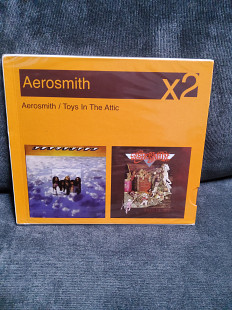 Aerosmith
x2
Aerosmith / Toys In The Attic